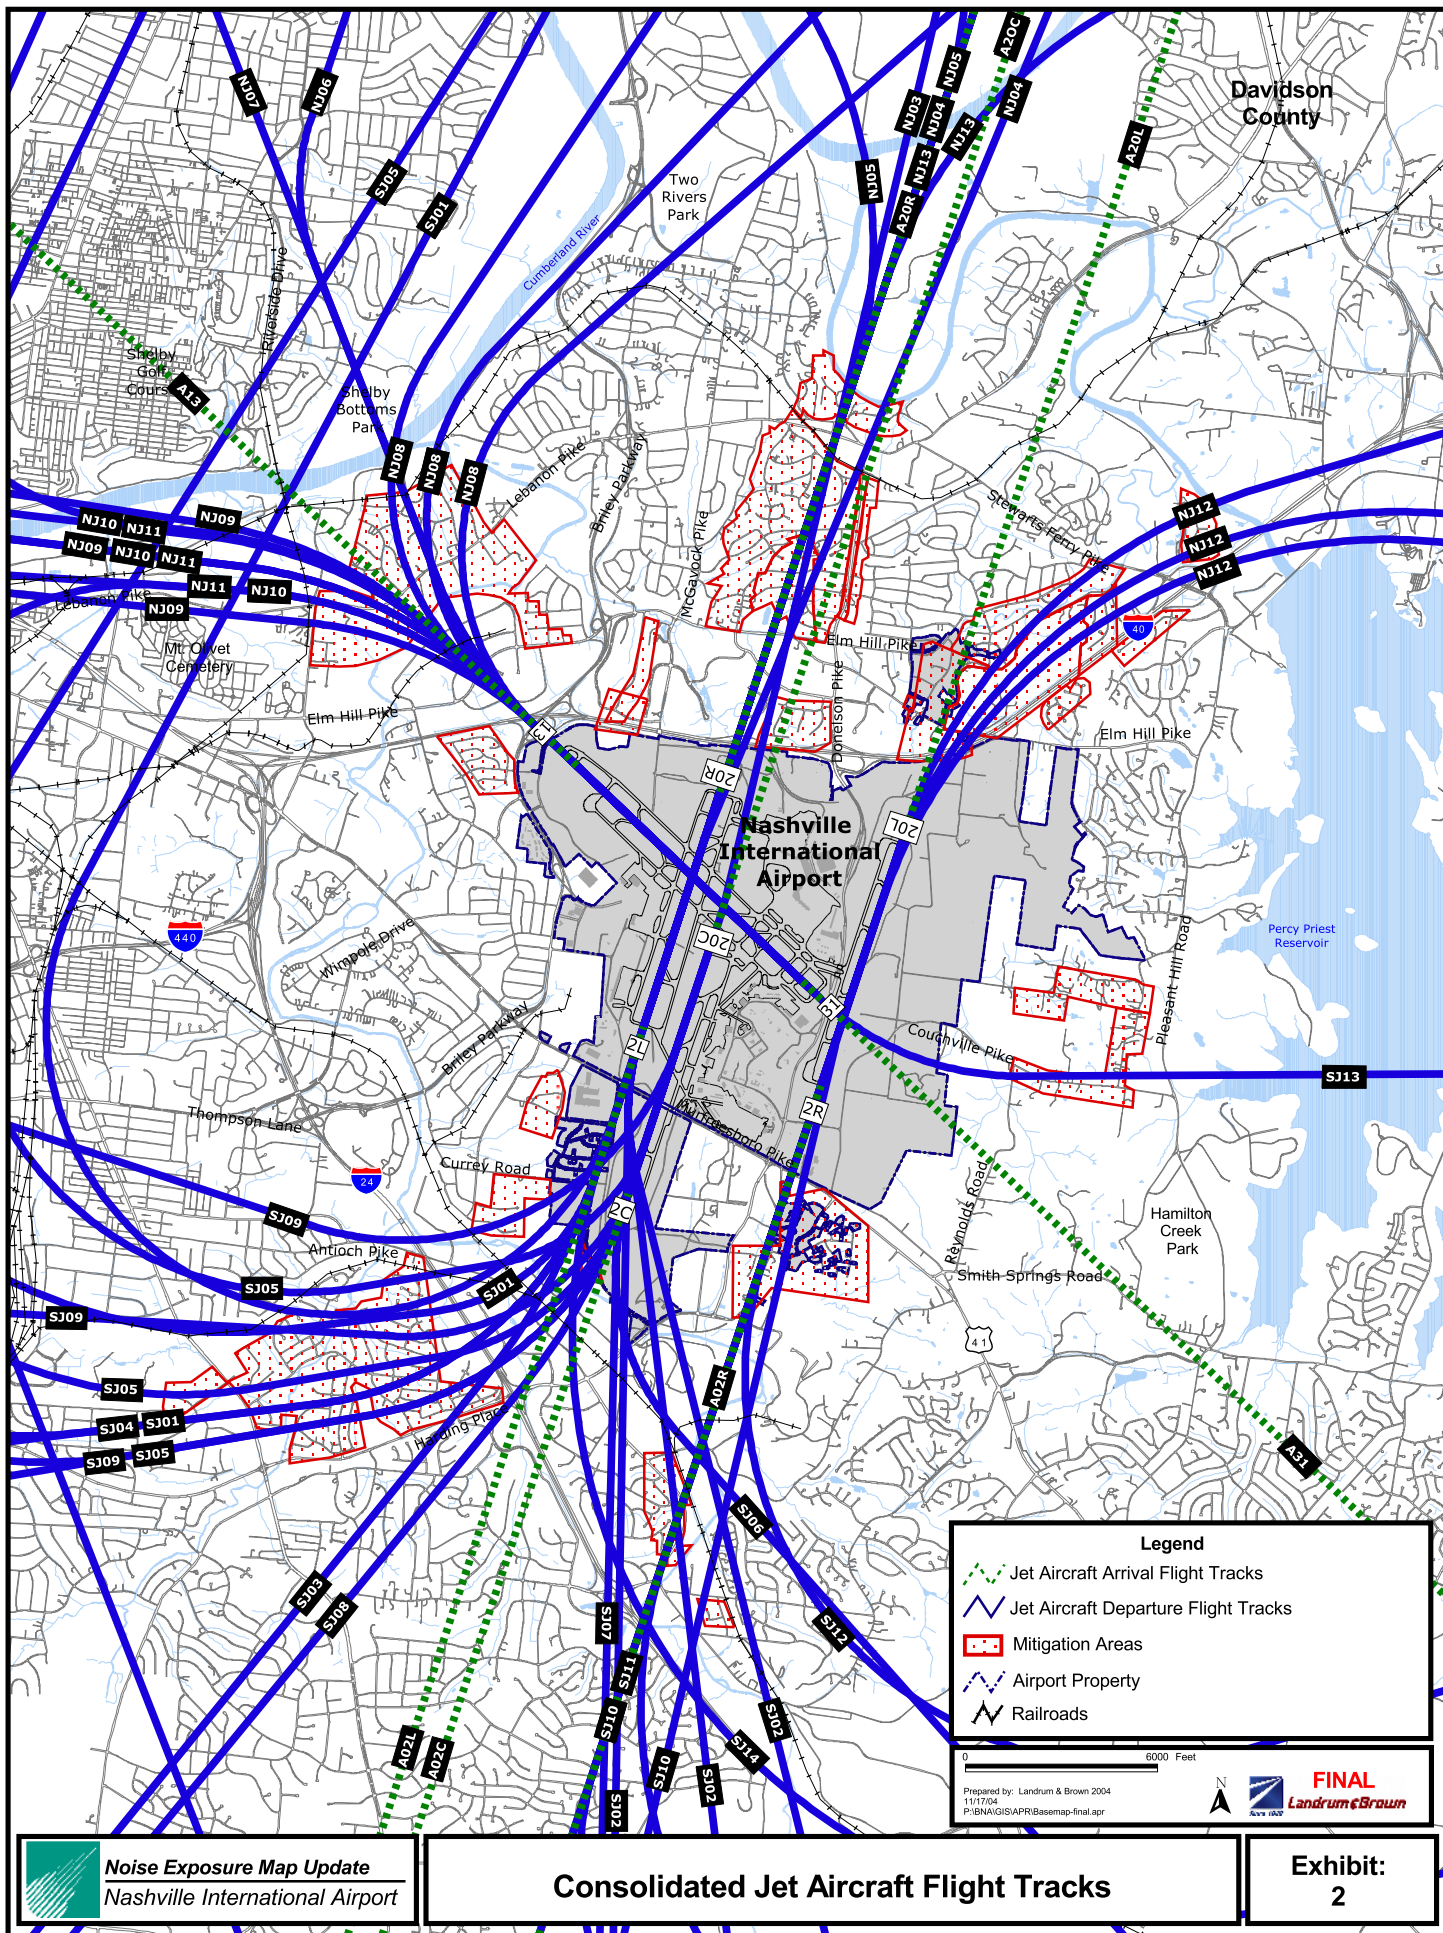 NJ07
NJ06
SJ05
SJ01
NJ05
NJ03
NJ04
NJ13
A20R
NJ05
NJ13
A20C
NJ04
A20L
Davidson
County
Two
Rivers
Park
Cumberland River
Riverside Drive
Shelby
Golf
Cours
A13
Shelby
Bottoms
Park
NJ08
NJ08
NJ08
Lebanon Pike
Briley Parkway
McGavock Pike
Stewarts Ferry Pike
NJ12
NJ12
NJ12
40
NJ10
NJ11
NJ09
NJ09
NJ10
NJ11
NJ11
NJ10
NJ09
Lebanon Pike
Mt. Olivet
Cemetery
Elm Hill Pike
Elm Hill Pike
Donelson Pike
Elm Hill Pike
13
20R
20L
Nashville
International
Airport
20C
440
Wimpole Drive
Briley Parkway
Percy Priest
Reservoir
Pleasant Hill Road
31
Couchville Pike
2L
2R
SJ13
Thompson Lane
Murfreesboro Pike
24
Currey Road
2C
SJ09
Antioch Pike
SJ05
SJ01
SJ09
Reynolds Road
Hamilton
Creek
Park
Smith Springs Road
41
SJ05
SJ04
SJ01
SJ09
SJ05
Harding Place
A02R
A31
SJ06
SJ03
SJ08
SJ07
SJ11
SJ12
SJ10
SJ02
SJ14
A02L
A02C
SJ10
SJ02
SJ02
Legend
Jet Aircraft Arrival Flight Tracks
Jet Aircraft Departure Flight Tracks
Mitigation Areas
Airport Property
Railroads
0 6000 Feet
Prepared by: Landrum & Brown 2004
11/17/04
P:\BNA\GIS\APR\Basemap-final.apr
N
FINAL
Landrum & Brown
Noise Exposure Map Update
Nashville International Airport
Consolidated Jet Aircraft Flight Tracks
Exhibit:
2